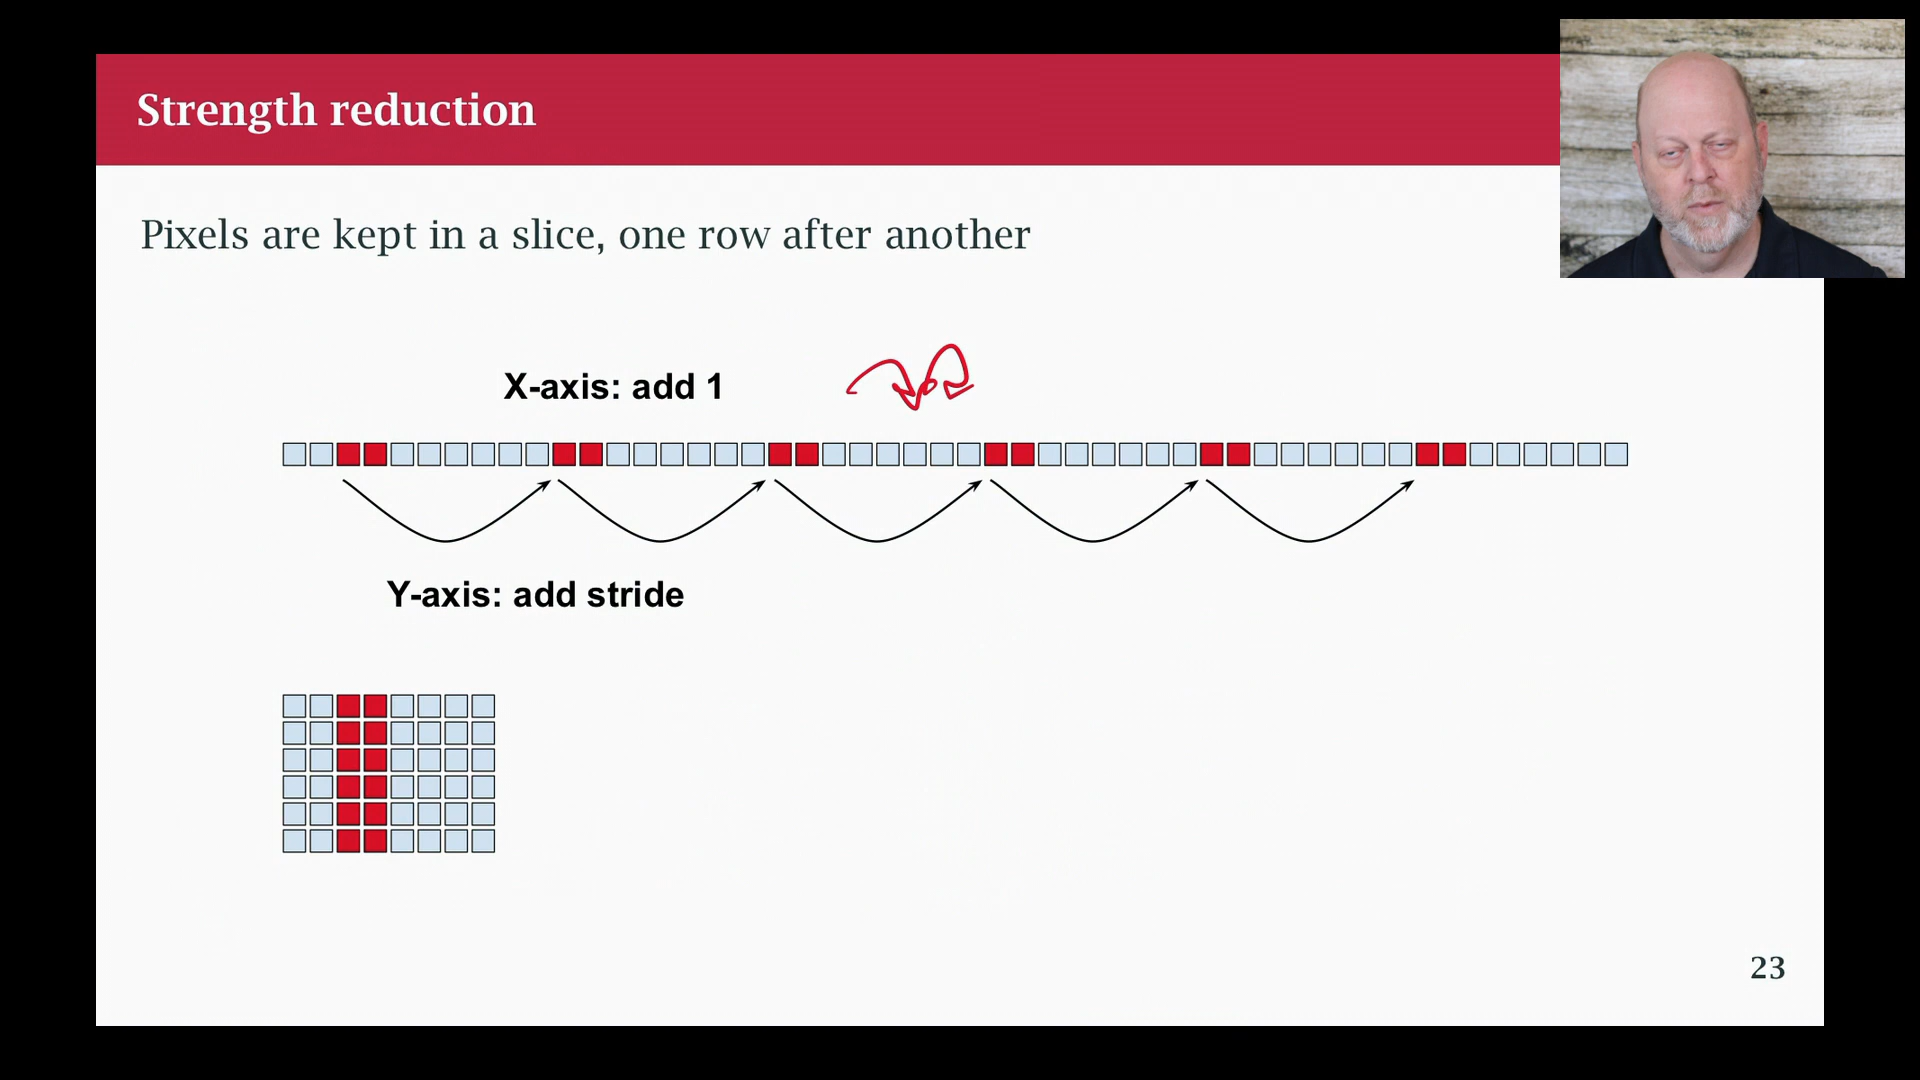 Strength reduction
Pixels are kept in a slice, one row after another
X-axis: add 1
Y-axis: add stride
23